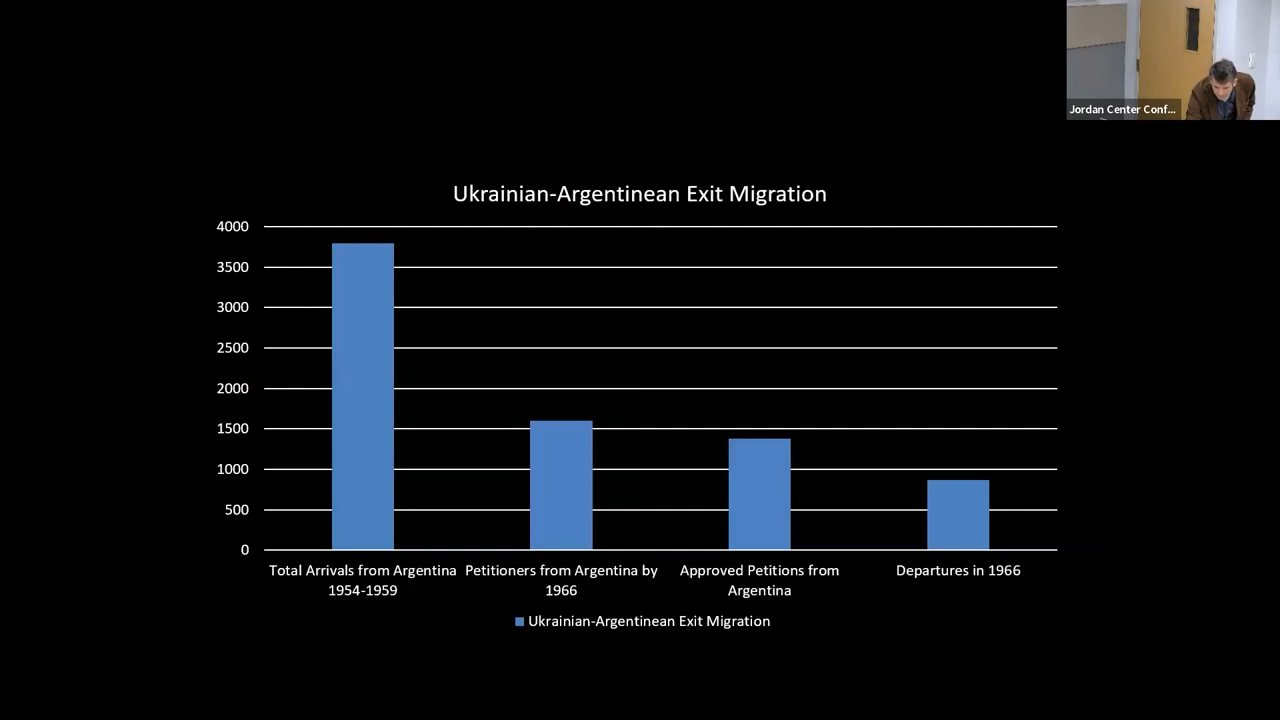 Jordan Center Conf...
Ukrainian-Argentinean Exit Migration
4000
3500
3000
2500
2000
1500
1000
500
0
Total Arrivals from Argentina
1954-1959
Petitioners from Argentina by
1966
Approved Petitions from
Argentina
Departures in 1966
Ukrainian-Argentinean Exit Migration